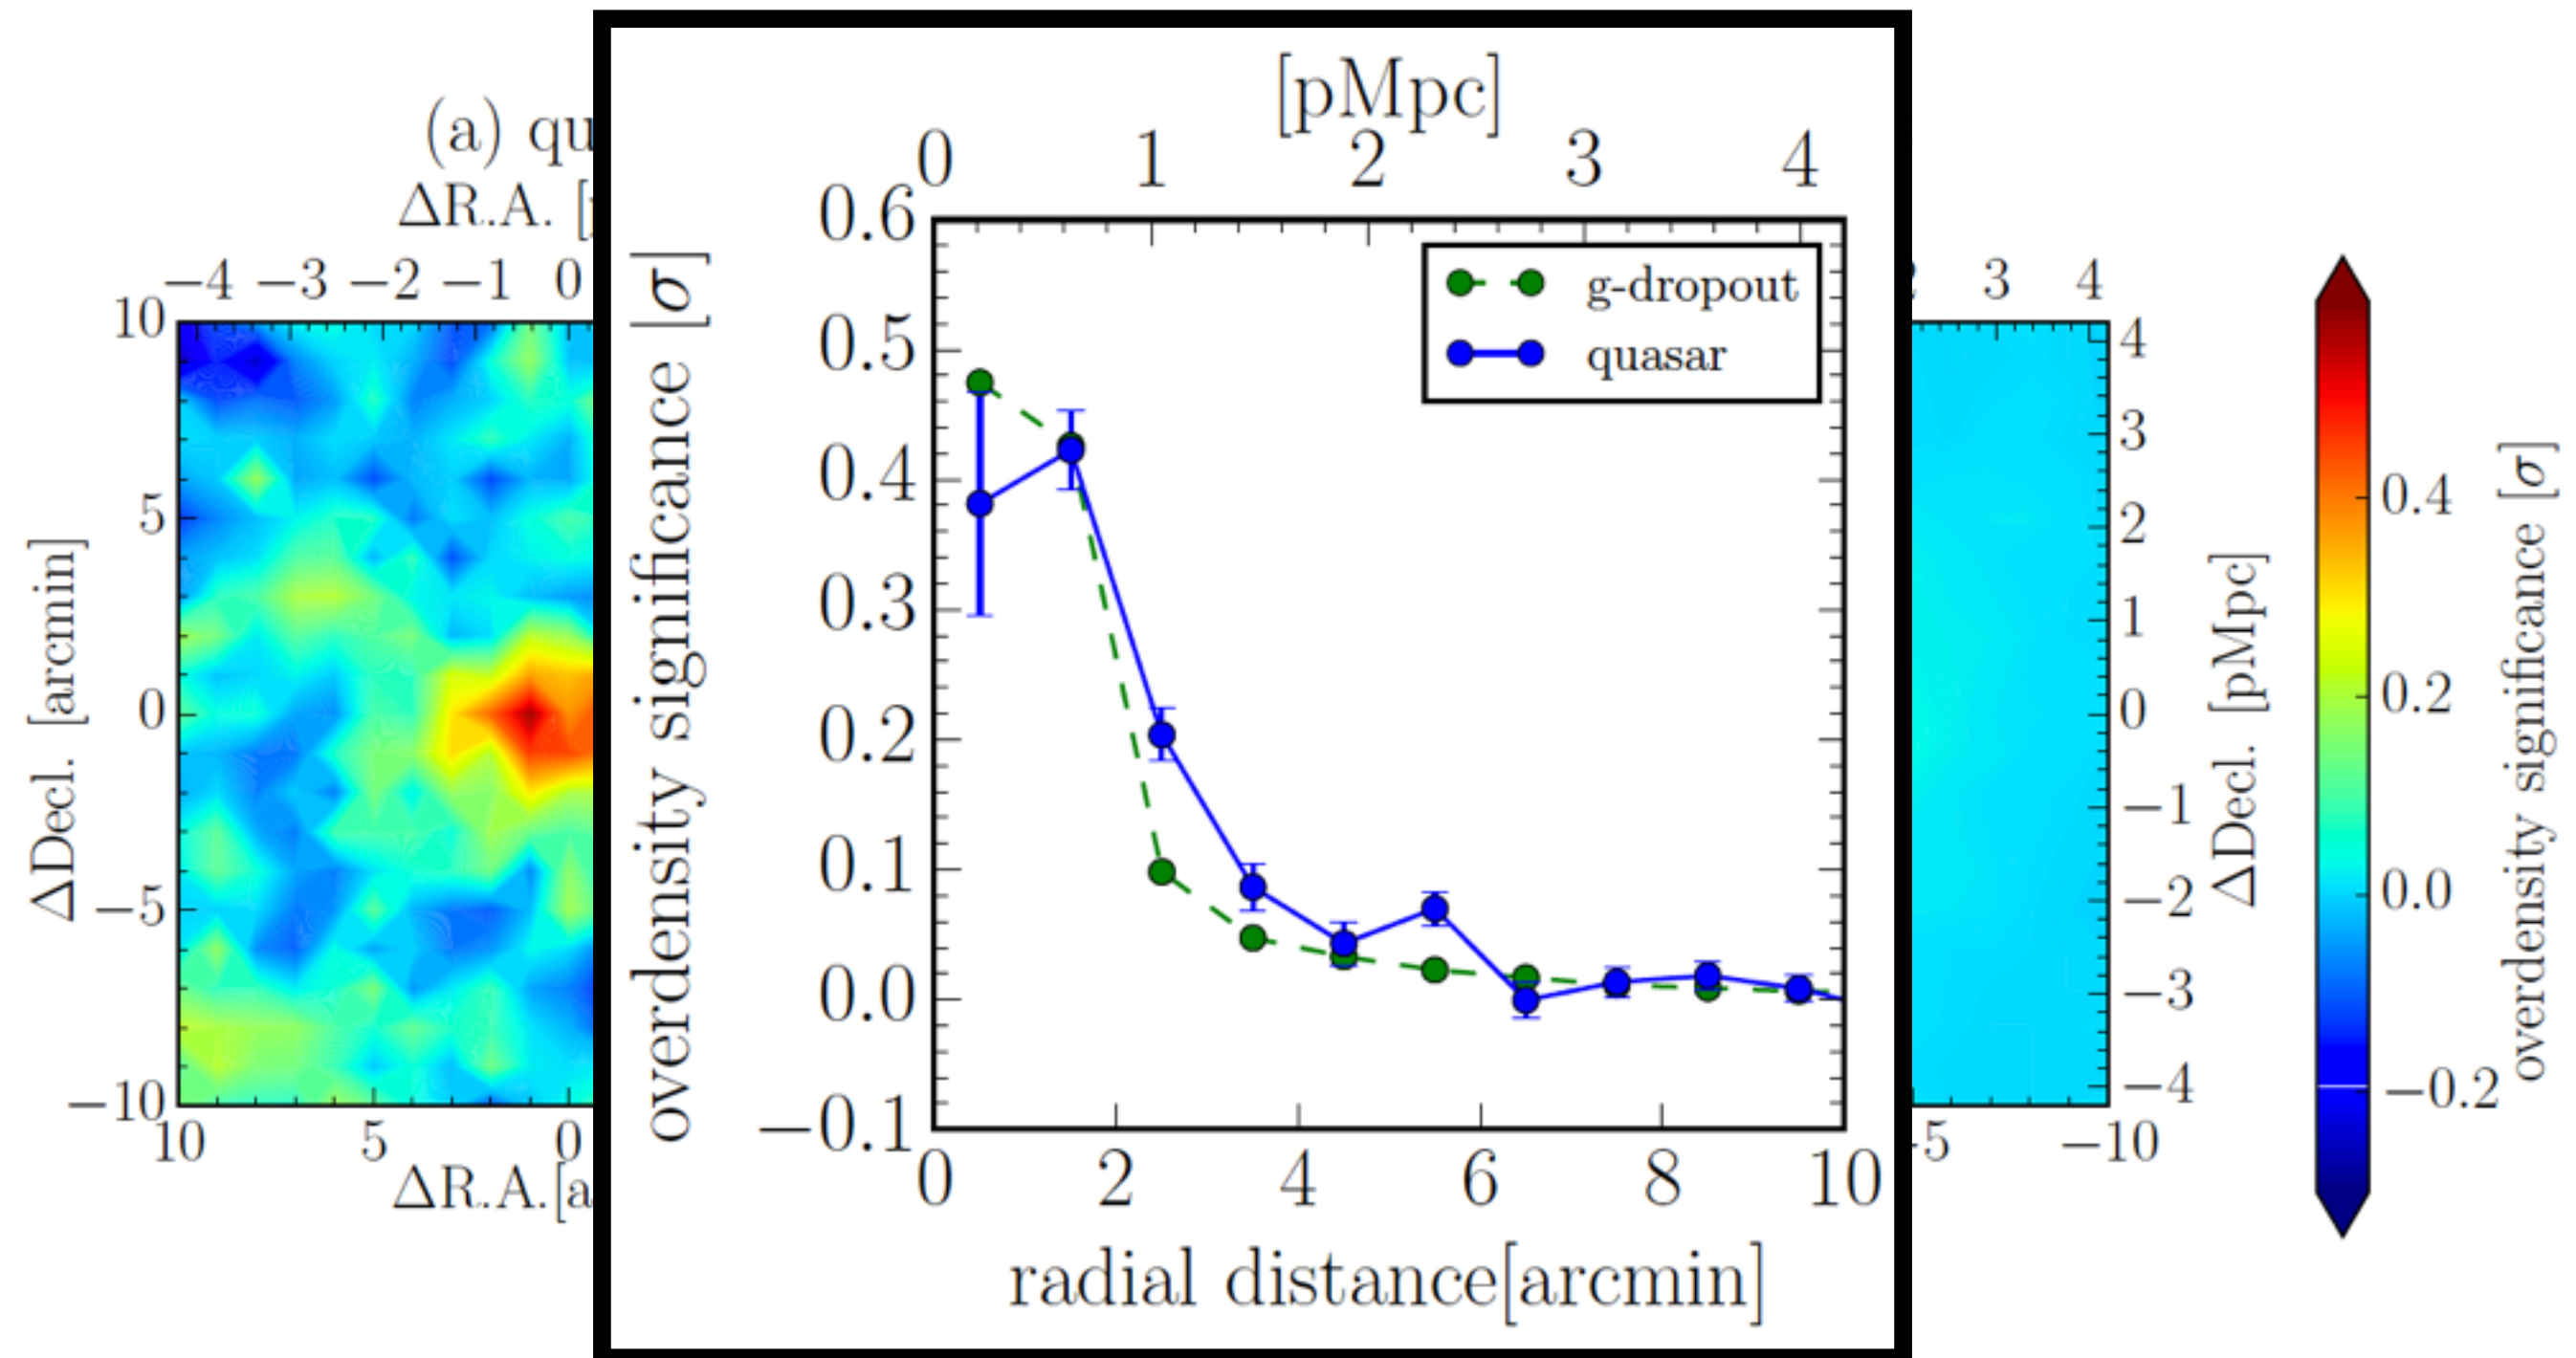 (a) qu
ΔR.A. [
−4 −3 −2 −1 0
10
5
0
−5
−10
ΔDecl. [arcmin]
10 5 0
ΔR.A.[a
[pMpc]
0 1 2 3 4
0.6
0.5
0.4
0.3
0.2
0.1
0.0
−0.1
overdensity significance [σ]
g-dropout
quasar
0 2 4 6 8 10
radial distance[arcmin]
3 4
4
3
2
1
0
−1
−2
−3
−4
ΔDecl. [pMpc]
-5 −10
0.4
0.2
0.0
−0.2
overdensity significance [σ]